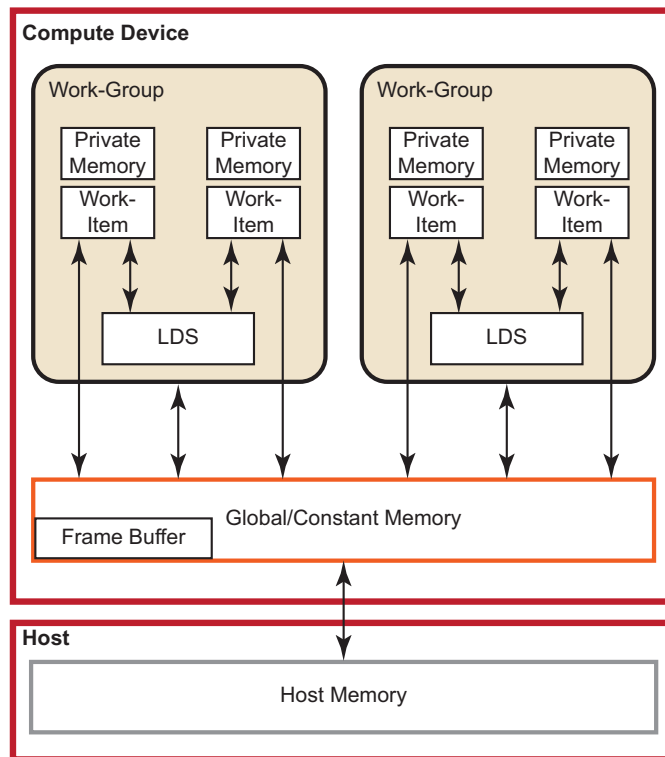 Compute Device
Work-Group
Work-Group
Private
Memory
Private
Memory
Private
Memory
Private
Memory
Work-
Item
Work-
Item
Work-
Item
Work-
Item
LDS
LDS
Global/Constant Memory
Frame Buffer
Host
Host Memory